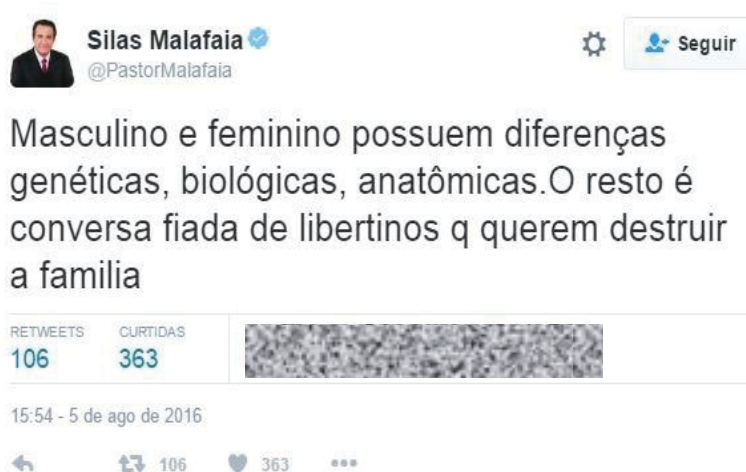 Silas Malafaia
Seguir
@PastorMalafaia
Masculino e feminino possuem diferenças
genéticas, biológicas, anatômicas.O resto é
conversa fiada de libertinos q querem destruir
a familia
RETWEETS CURTIDAS
106 363
15:54 - 5 de ago de 2016
106 363